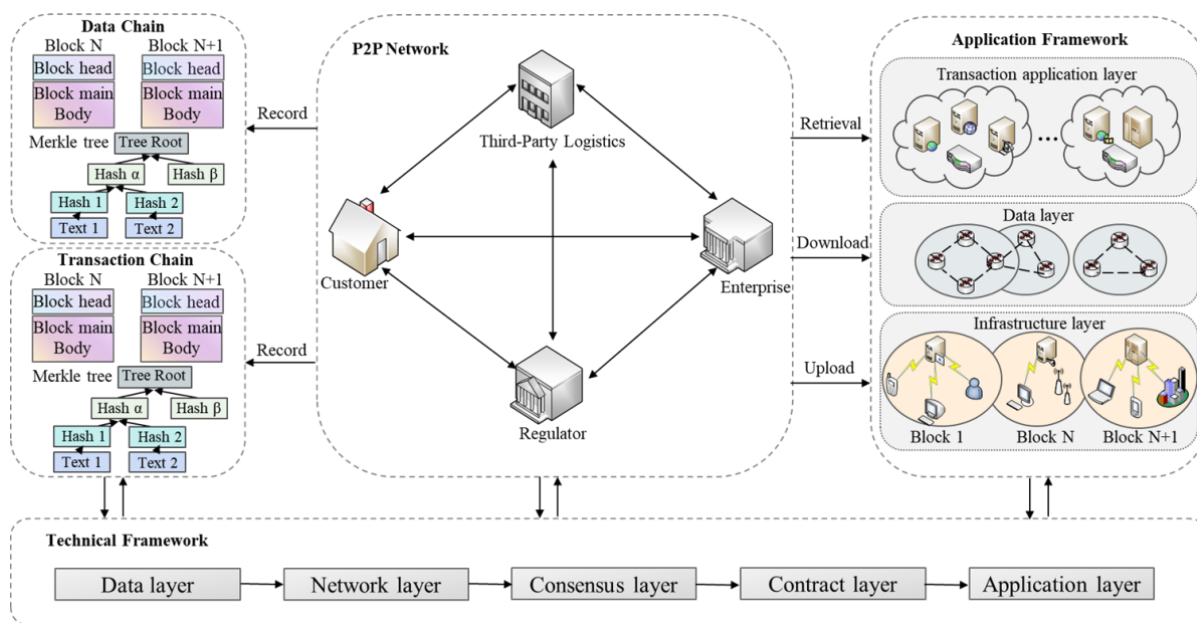 Data Chain
Block N
Block N+1
Block head
Block head
Block main
Body
Block main
Body
Merkle tree
Tree Root
Hash α
Hash β
Hash 1
Hash 2
Text 1
Text 2
Transaction Chain
Block N
Block N+1
Block head
Block head
Block main
Body
Block main
Body
Merkle tree
Tree Root
Hash α
Hash β
Hash 1
Hash 2
Text 1
Text 2
Record
Record
P2P Network
Third-Party Logistics
Customer
Enterprise
Regulator
Retrieval
Download
Upload
Application Framework
Transaction application layer
...
Data layer
Infrastructure layer
Block 1
Block N
Block N+1
Technical Framework
Data layer
Network layer
Consensus layer
Contract layer
Application layer